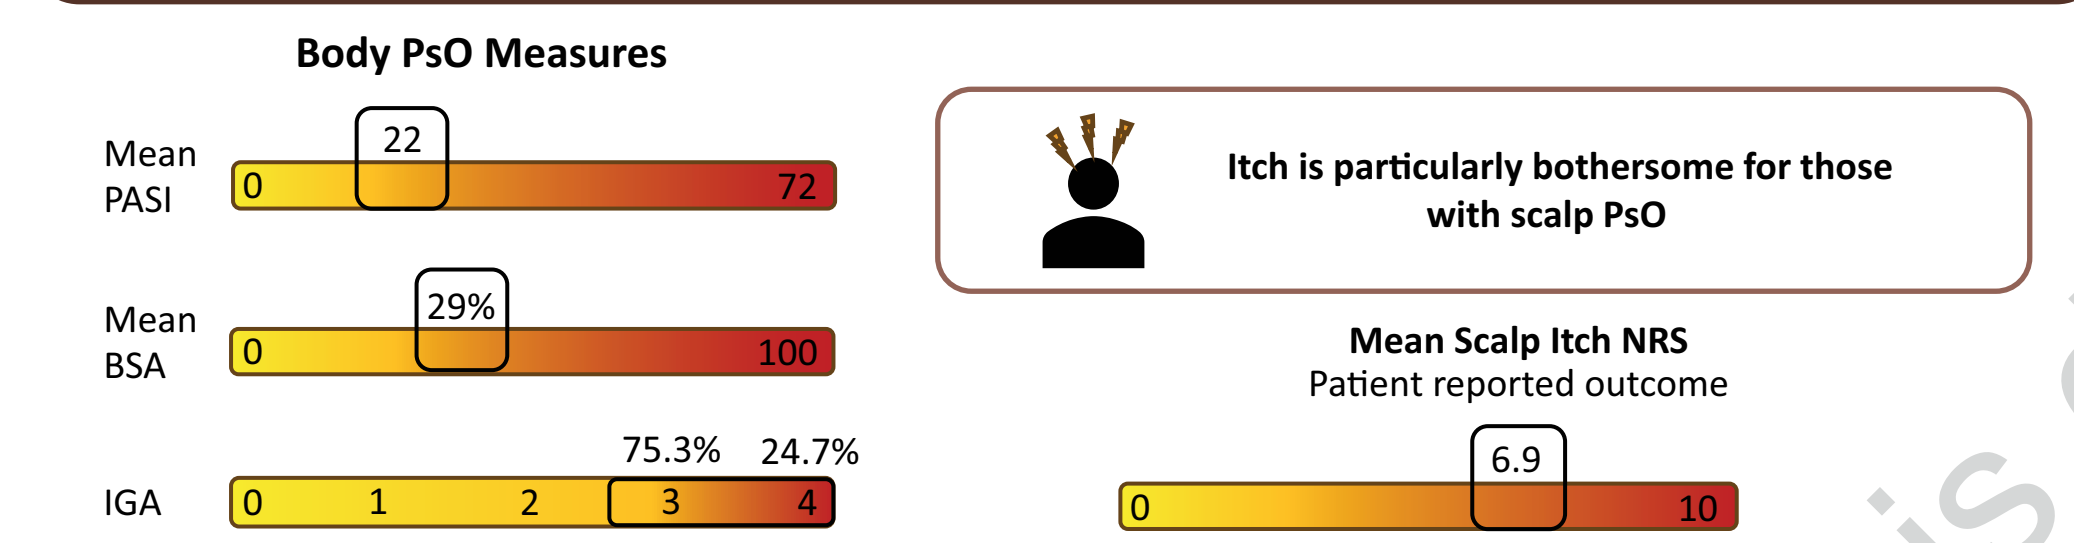 Body PsO Measures
Mean
PASI
22
0
72
Mean
BSA
29%
0
100
75.3%
24.7%
IGA
0
1
2
3
4
Itch is particularly bothersome for those
with scalp PsO
Mean Scalp Itch NRS
Patient reported outcome
6.9
0
10
is